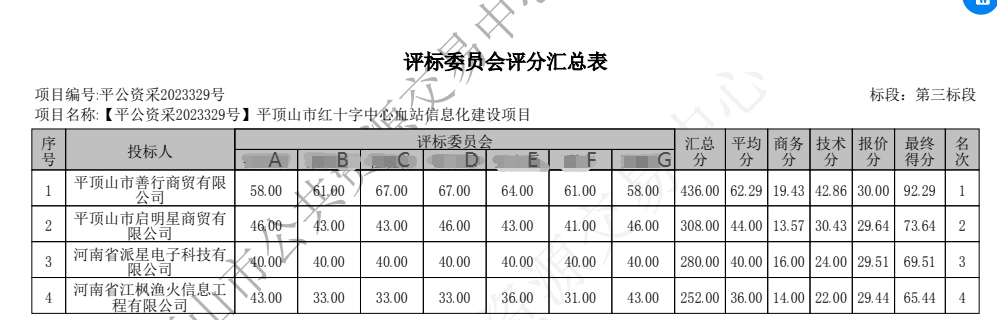 评标委员会评分汇总表
项目编号:平公资采2023329号 标段：第三标段
项目名称:【平公资采2023329号】平顶山市红十字中心血站信息化建设项目
序号 投标人 评标委员会 汇总分 平均分 商务分 技术分 报价分 最终得分 名次
A B C D E F G
1 平顶山市善行商贸有限公司 58.00 61.00 67.00 67.00 64.00 61.00 58.00 436.00 62.29 19.43 42.86 30.00 92.29 1
2 平顶山市启明星商贸有限公司 46.00 43.00 43.00 46.00 43.00 41.00 46.00 308.00 44.00 13.57 30.43 29.64 73.64 2
3 河南省派星电子科技有限公司 40.00 40.00 40.00 40.00 40.00 40.00 40.00 280.00 40.00 16.00 24.00 29.51 69.51 3
4 河南省江枫渔火信息工程有限公司 43.00 33.00 33.00 33.00 36.00 31.00 43.00 252.00 36.00 14.00 22.00 29.44 65.44 4